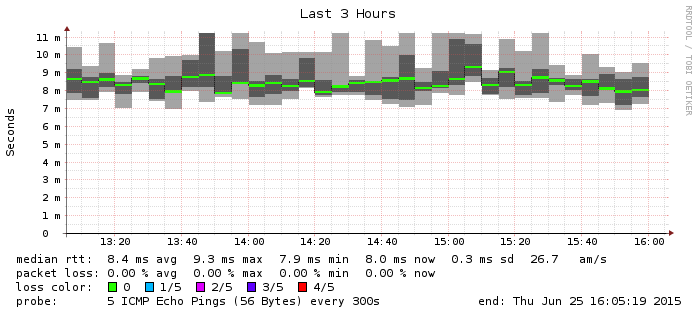 Last 3 Hours
RRDTOOL / TOBI OETIKER
Seconds
11 m
10 m
9 m
8 m
7 m
6 m
5 m
4 m
3 m
2 m
1 m
0
13:20 13:40 14:00 14:20 14:40 15:00 15:20 15:40 16:00
median rtt: 8.4 ms avg 9.3 ms max 7.9 ms min 8.0 ms now 0.3 ms sd 26.7 am/s
packet loss: 0.00 % avg 0.00 % max 0.00 % min 0.00 % now
loss color: 0 1/5 2/5 3/5 4/5
probe: 5 ICMP Echo Pings (56 Bytes) every 300s end: Thu Jun 25 16:05:19 2015